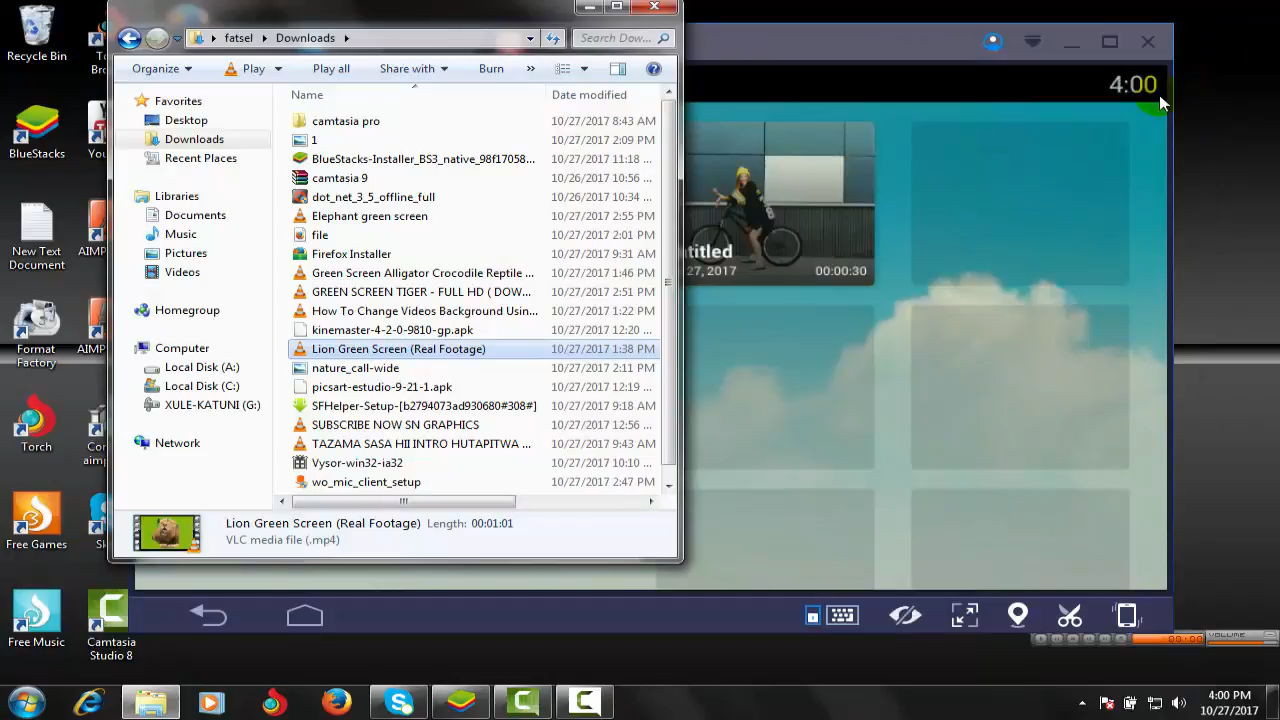 Recycle Bin
To
Bro
BlueStacks
You
New Text
Document
AIMP
Format
Factory
AIMP
Torch
Cor
aimp
Free Games
Sk
Free Music
Camtasia
Studio 8
fatsel
Downloads
Search Dow...
Organize
Play
Play all
Share with
Burn
»
Name
Date modified
Favorites
Desktop
Downloads
Recent Places
Libraries
Documents
Music
Pictures
Videos
Homegroup
Computer
Local Disk (A:)
Local Disk (C:)
XULE-KATUNI (G:)
Network
camtasia pro 10/27/2017 8:43 AM
1 10/27/2017 2:09 PM
BlueStacks-Installer_BS3_native_98f17058... 10/27/2017 11:18 ...
camtasia 9 10/26/2017 10:56 ...
dot_net_3_5_offline_full 10/26/2017 10:34 ...
Elephant green screen 10/27/2017 2:55 PM
file 10/27/2017 2:01 PM
Firefox Installer 10/27/2017 9:31 AM
Green Screen Alligator Crocodile Reptile ... 10/27/2017 1:46 PM
GREEN SCREEN TIGER - FULL HD ( DOW... 10/27/2017 2:51 PM
How To Change Videos Background Usin... 10/27/2017 1:22 PM
kinemaster-4-2-0-9810-gp.apk 10/27/2017 12:20 ...
Lion Green Screen (Real Footage) 10/27/2017 1:38 PM
nature_call-wide 10/27/2017 2:11 PM
picsart-estudio-9-21-1.apk 10/27/2017 12:19 ...
SFHelper-Setup-[b2794073ad930680#308#] 10/27/2017 9:18 AM
SUBSCRIBE NOW SN GRAPHICS 10/27/2017 12:56 ...
TAZAMA SASA HII INTRO HUTAPITWA ... 10/27/2017 9:43 AM
Vysor-win32-ia32 10/27/2017 10:10 ...
wo_mic_client_setup 10/27/2017 2:47 PM
Lion Green Screen (Real Footage) Length: 00:01:01
VLC media file (.mp4)
4:00
ntitled
27, 2017 00:00:30
VOLUME
4:00 PM
10/27/2017